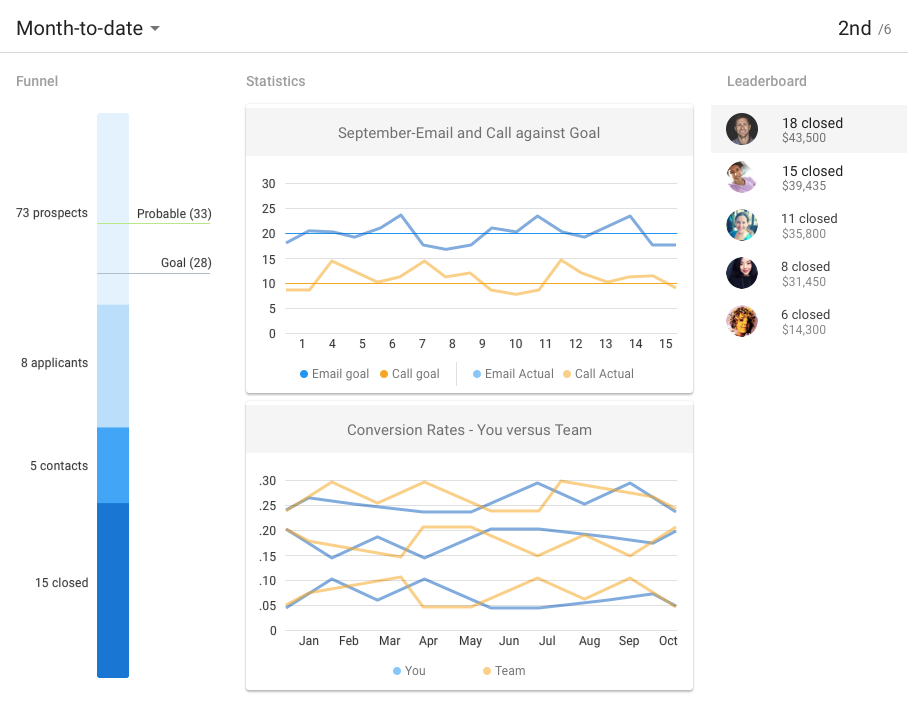 Month-to-date
2nd /6
Funnel
73 prospects
Probable (33)
Goal (28)
8 applicants
5 contacts
15 closed
Statistics
September-Email and Call against Goal
30
25
20
15
10
5
0
1 4 5 6 7 8 9 10 11 12 13 14 15
Email goal Call goal Email Actual Call Actual
Conversion Rates - You versus Team
.30
.25
.20
.15
.10
.05
0
Jan Feb Mar Apr May Jun Jul Aug Sep Oct
You Team
Leaderboard
18 closed
$43,500
15 closed
$39,435
11 closed
$35,800
8 closed
$31,450
6 closed
$14,300